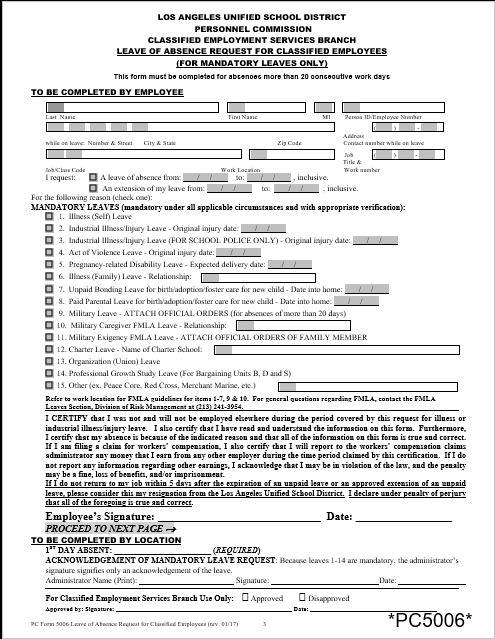 LOS ANGELES UNIFIED SCHOOL DISTRICT
PERSONNEL COMMISSION
CLASSIFIED EMPLOYMENT SERVICES BRANCH
LEAVE OF ABSENCE REQUEST FOR CLASSIFIED EMPLOYEES
(FOR MANDATORY LEAVES ONLY)
This form must be completed for absences more than 20 consecutive work days
TO BE COMPLETED BY EMPLOYEE
Last Name First Name MI Person ID/Employee Number
( ) -
Address
while on leave: Number & Street City & State Zip Code Contact number while on leave
Job ( ) -
Title &
Job/Class Code Work Location Work number
I request: A leave of absence from: / / to: / / , inclusive.
An extension of my leave from: / / to: / / , inclusive.
For the following reason (check one):
MANDATORY LEAVES (mandatory under all applicable circumstances and with appropriate verification):
1. Illness (Self) Leave
2. Industrial Illness/Injury Leave - Original injury date: / /
3. Industrial Illness/Injury Leave (FOR SCHOOL POLICE ONLY) - Original injury date: / /
4. Act of Violence Leave - Original injury date: / /
5. Pregnancy-related Disability Leave - Expected delivery date: / /
6. Illness (Family) Leave - Relationship:
7. Unpaid Bonding Leave for birth/adoption/foster care for new child - Date into home: / /
8. Paid Parental Leave for birth/adoption/foster care for new child - Date into home: / /
9. Military Leave - ATTACH OFFICIAL ORDERS (for absences of more than 20 days)
10. Military Caregiver FMLA Leave - Relationship:
11. Military Exigency FMLA Leave - ATTACH OFFICIAL ORDERS OF FAMILY MEMBER
12. Charter Leave - Name of Charter School:
13. Organization (Union) Leave
14. Professional Growth Study Leave (For Bargaining Units B, D and S)
15. Other (ex. Peace Core, Red Cross, Merchant Marine, etc.)
Refer to work location for FMLA guidelines for items 1-7, 9 & 10. For general questions regarding FMLA, contact the FMLA
Leaves Section, Division of Risk Management at (213) 241-3954.
I CERTIFY that I was not and will not be employed elsewhere during the period covered by this request for illness or
industrial illness/injury leave. I also certify that I have read and understand the information on this form. Furthermore,
I certify that my absence is because of the indicated reason and that all of the information on this form is true and correct.
If I am filing a claim for workers' compensation, I also certify that I will report to the workers' compensation claims
administrator any money that I earn from any other employer during the time period claimed by this certification. If I do
not report any information regarding other earnings, I acknowledge that I may be in violation of the law, and the penalty
may be a fine, loss of benefits, and/or imprisonment.
If I do not return to my job within 5 days after the expiration of an unpaid leave or an approved extension of an unpaid
leave, please consider this my resignation from the Los Angeles Unified School District. I declare under penalty of perjury
that all of the foregoing is true and correct.
Employee's Signature: Date:
PROCEED TO NEXT PAGE →
TO BE COMPLETED BY LOCATION
1ST DAY ABSENT: (REQUIRED)
ACKNOWLEDGEMENT OF MANDATORY LEAVE REQUEST: Because leaves 1-14 are mandatory, the administrator's
signature signifies only an acknowledgement of the leave.
Administrator Name (Print): Signature: Date:
For Classified Employment Services Branch Use Only: Approved Disapproved
Approved by: Signature: Date:
PC Form 5006 Leave of Absence Request for Classified Employees (rev. 01/17) 3
*PC5006*